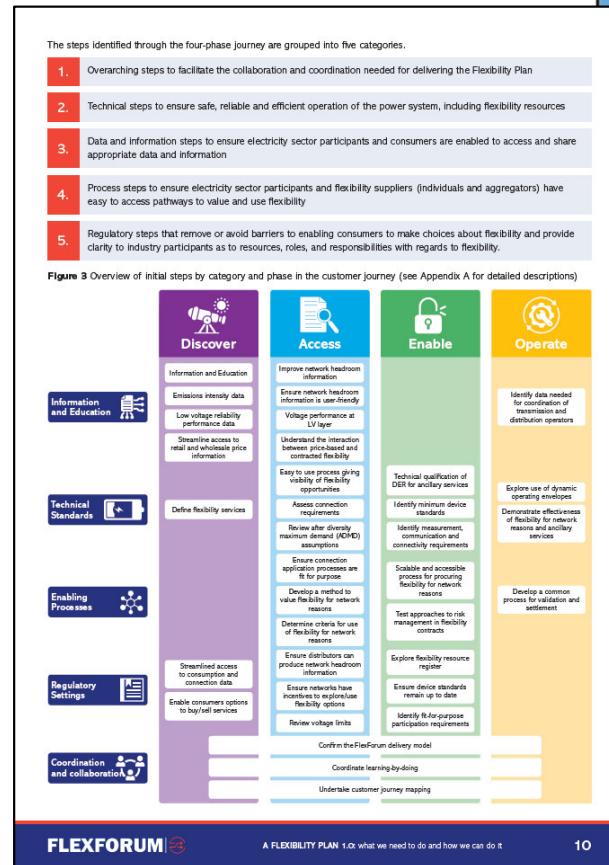 The steps identified through the four-phase journey are grouped into five categories.
1. Overarching steps to facilitate the collaboration and coordination needed for delivering the Flexibility Plan
2. Technical steps to ensure safe, reliable and efficient operation of the power system, including flexibility resources
3. Data and information steps to ensure electricity sector participants and consumers are enabled to access and share
appropriate data and information
4. Process steps to ensure electricity sector participants and flexibility suppliers (individuals and aggregators) have
easy to access pathways to value and use flexibility
5. Regulatory steps that remove or avoid barriers to enabling consumers to make choices about flexibility and provide
clarity to industry participants as to resources, roles, and responsibilities with regards to flexibility.
Figure 3 Overview of initial steps by category and phase in the customer journey (see Appendix A for detailed descriptions)
Discover
Access
Enable
Operate
Information
and Education
Information and Education
Emissions intensity data
Low voltage reliability
performance data
Streamline access to
retail and wholesale price
information
Improve network headroom
information
Ensure network headroom
information is user-friendly
Voltage performance at
LV layer
Understand the interaction
between price-based and
contracted flexibility
Identify data needed
for coordination of
transmission and
distribution operators
Technical
Standards
Define flexibility services
Easy to use process giving
visibility of flexibility
opportunities
Assess connection
requirements
Review after diversity
maximum demand (ADMD)
assumptions
Technical qualification of
DER for ancillary services
Identify minimum device
standards
Identify measurement,
communication and
connectivity requirements
Explore use of dynamic
operating envelopes
Demonstrate effectiveness
of flexibility for network
reasons and ancillary
services
Enabling
Processes
Ensure connection
application processes are
fit for purpose
Develop a method to
value flexibility for network
reasons
Determine criteria for use
of flexibility for network
reasons
Scalable and accessible
process for procuring
flexibility for network
reasons
Test approaches to risk
management in flexibility
contracts
Develop a common
process for validation and
settlement
Regulatory
Settings
Streamlined access
to consumption and
connection data
Enable consumers options
to buy/sell services
Ensure distributors can
produce network headroom
information
Ensure networks have
incentives to explore/use
flexibility options
Review voltage limits
Explore flexibility resource
register
Ensure device standards
remain up to date
Identify fit-for-purpose
participation requirements
Coordination
and collaboration
Confirm the FlexForum delivery model
Coordinate learning-by-doing
Undertake customer journey mapping
FLEXFORUM
A FLEXIBILITY PLAN 1.0: what we need to do and how we can do it
10